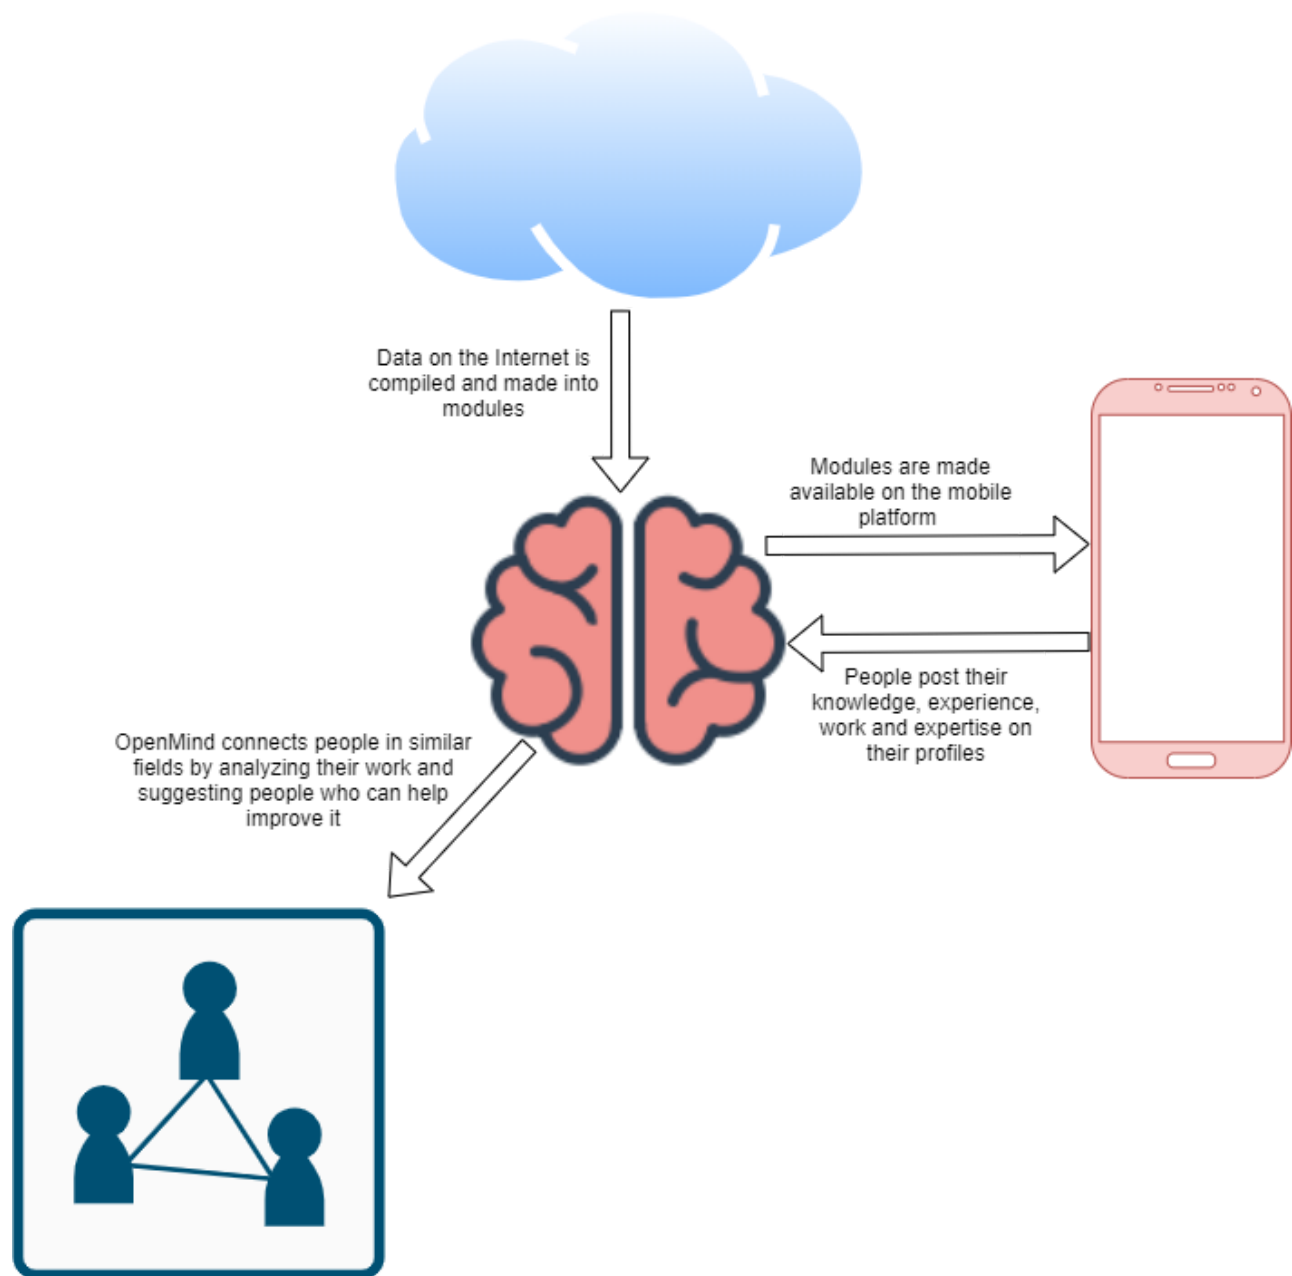 Data on the Internet is
compiled and made into
modules
Modules are made
available on the mobile
platform
People post their
knowledge, experience,
work and expertise on
their profiles
OpenMind connects people in similar
fields by analyzing their work and
suggesting people who can help
improve it